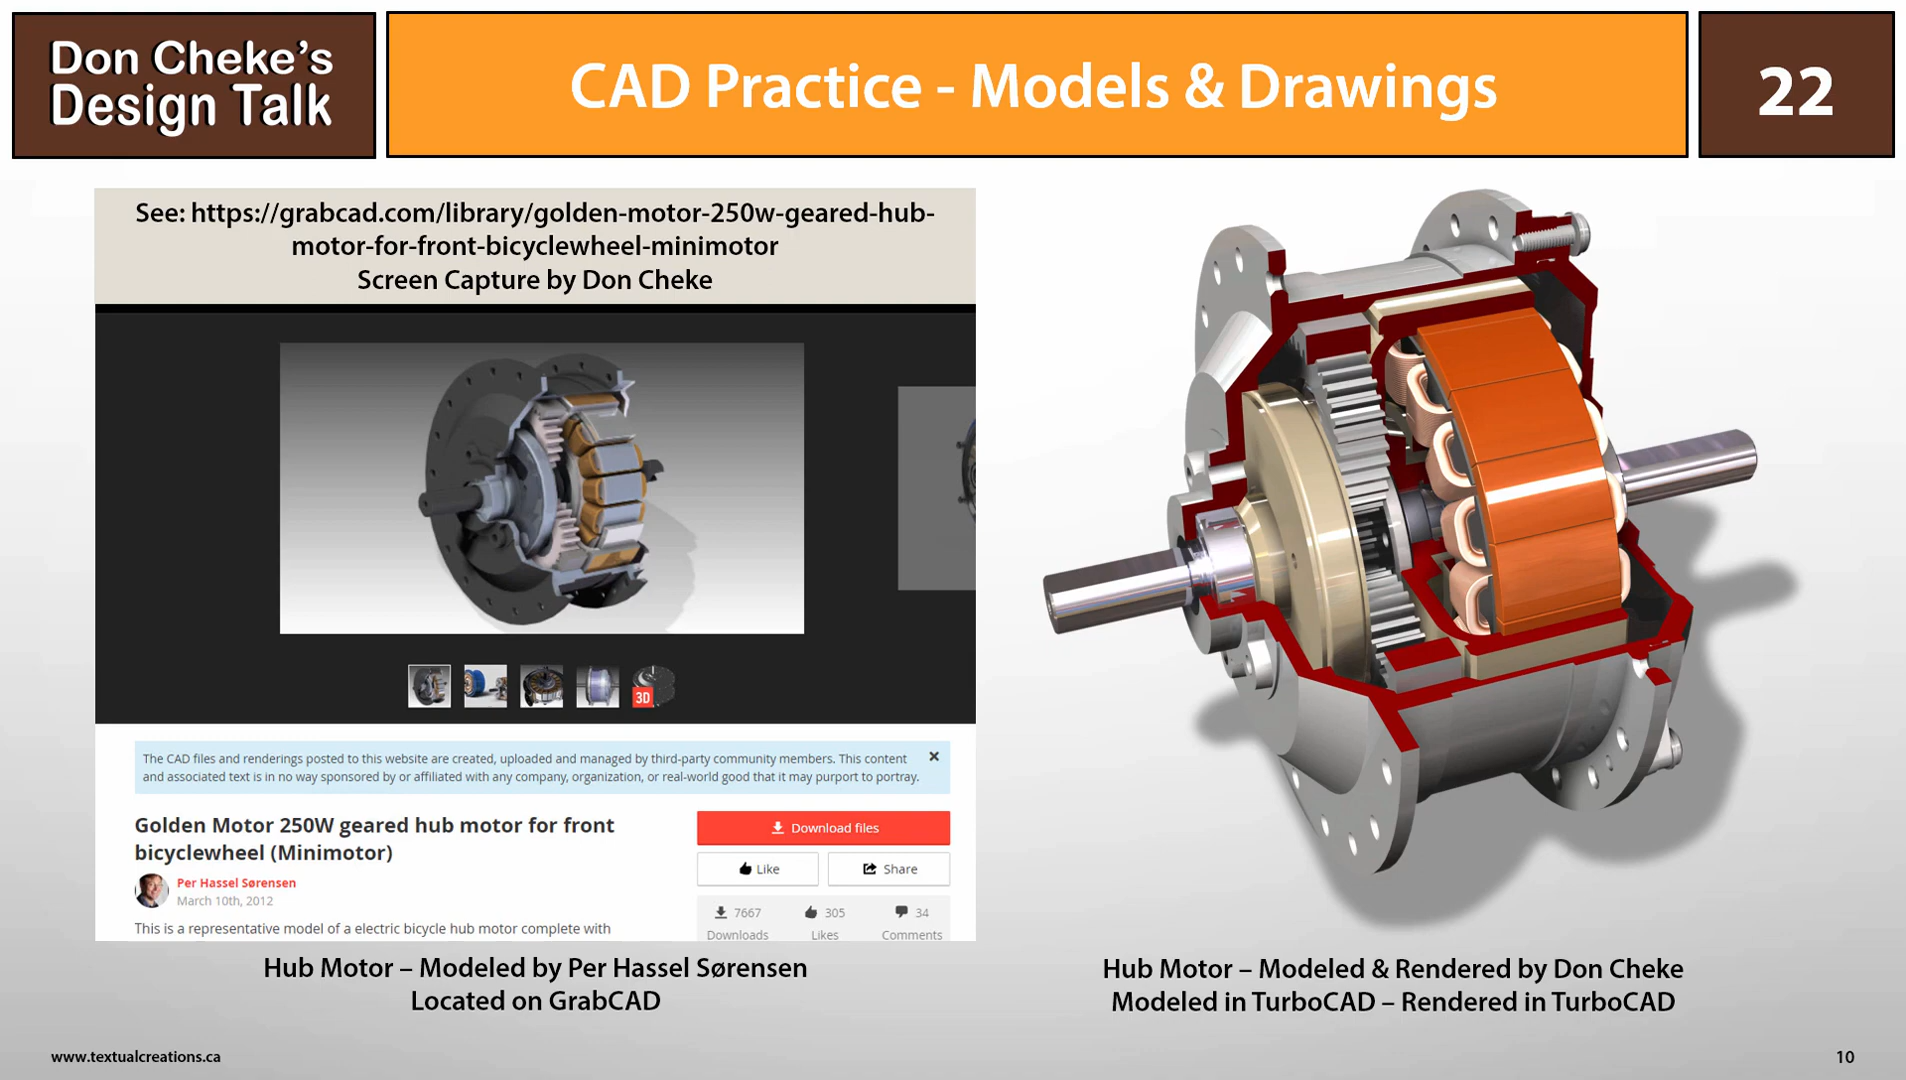 Don Cheke's
Design Talk
CAD Practice - Models & Drawings
22
See: https://grabcad.com/library/golden-motor-250w-geared-hub-
motor-for-front-bicyclewheel-minimotor
Screen Capture by Don Cheke
3D
The CAD files and renderings posted to this website are created, uploaded and managed by third-party community members. This content
and associated text is in no way sponsored by or affiliated with any company, organization, or real-world good that it may purport to portray.
Golden Motor 250W geared hub motor for front
bicyclewheel (Minimotor)
Per Hassel Sørensen
March 10th, 2012
This is a representative model of a electric bicycle hub motor complete with
Download files
Like
Share
7667
305
34
Downloads
Likes
Comments
Hub Motor – Modeled by Per Hassel Sørensen
Located on GrabCAD
Hub Motor – Modeled & Rendered by Don Cheke
Modeled in TurboCAD – Rendered in TurboCAD
www.textualcreations.ca
10